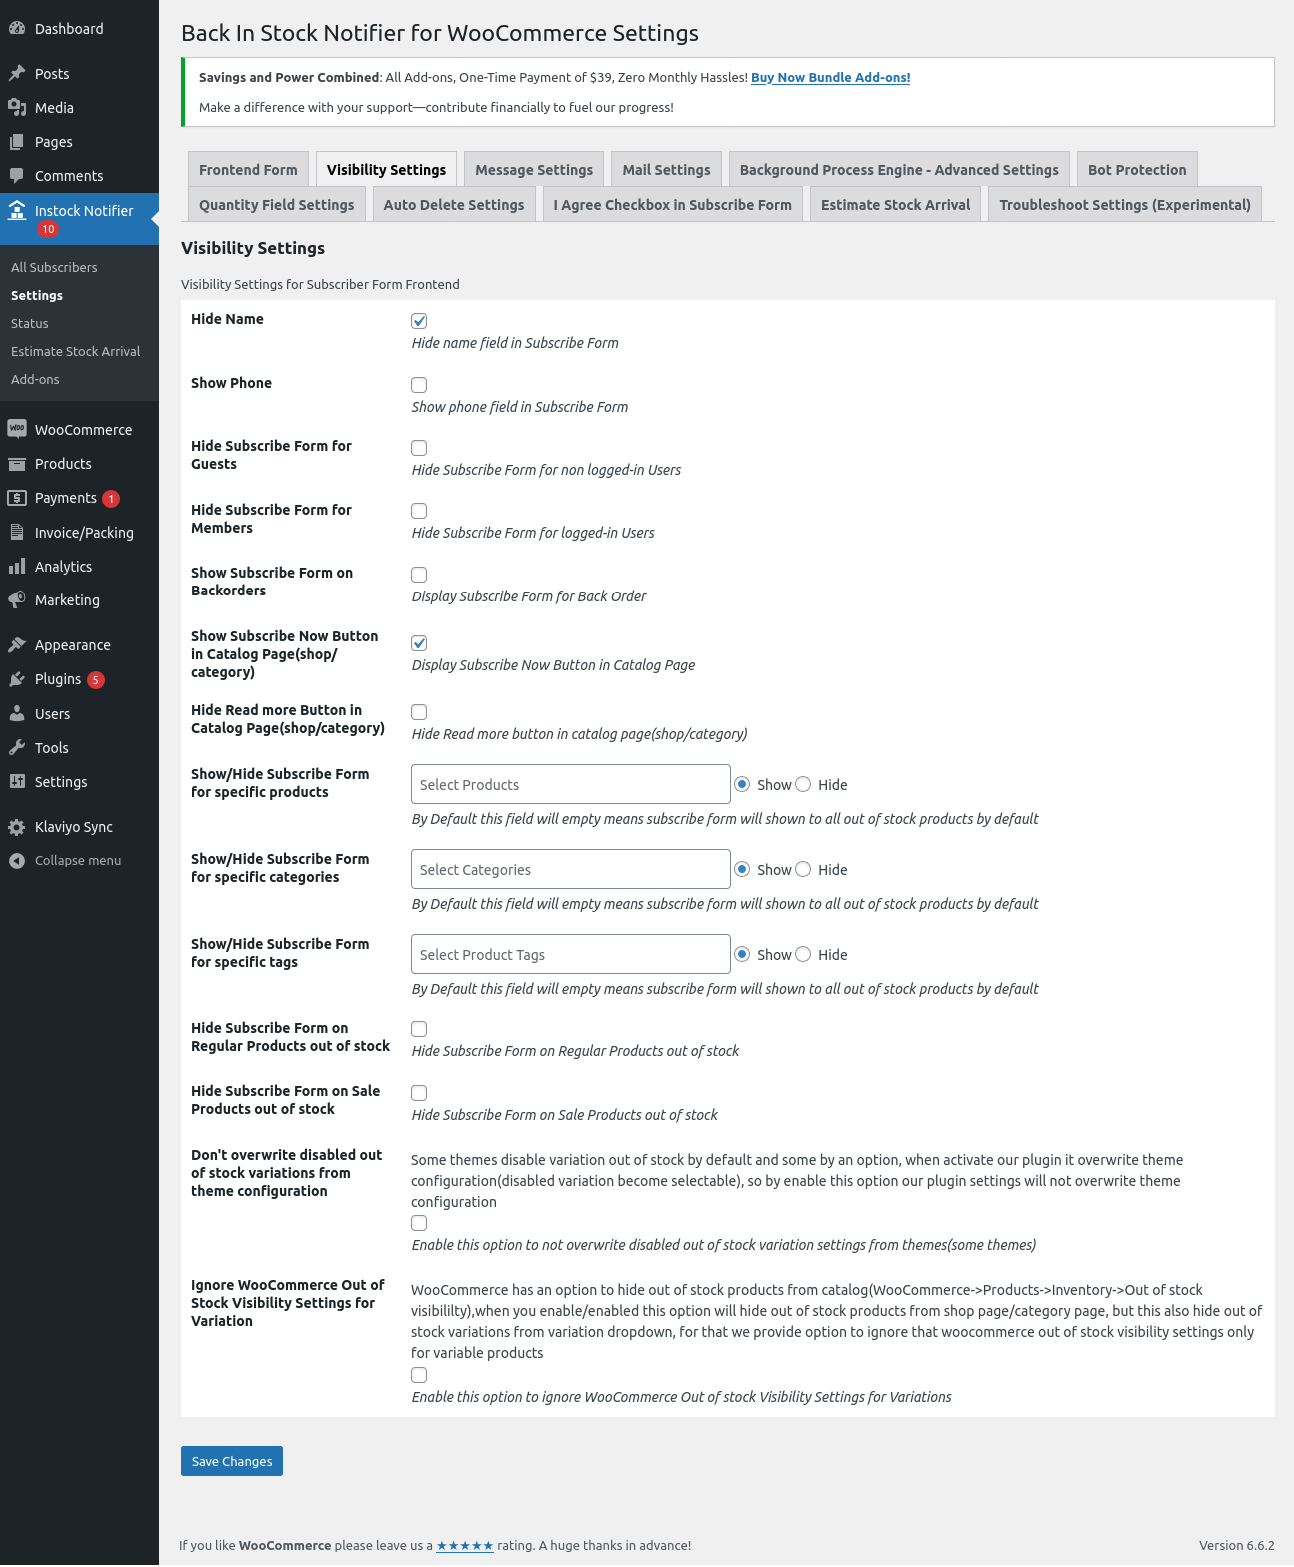 Dashboard
Posts
Media
Pages
Comments
Instock Notifier
10
All Subscribers
Settings
Status
Estimate Stock Arrival
Add-ons
WOO WooCommerce
Products
Payments 1
Invoice/Packing
Analytics
Marketing
Appearance
Plugins 5
Users
Tools
Settings
Klaviyo Sync
Collapse menu
Back In Stock Notifier for WooCommerce Settings
Savings and Power Combined: All Add-ons, One-Time Payment of $39, Zero Monthly Hassles! Buy Now Bundle Add-ons!
Make a difference with your support—contribute financially to fuel our progress!
Frontend Form Visibility Settings Message Settings Mail Settings Background Process Engine - Advanced Settings Bot Protection
Quantity Field Settings Auto Delete Settings I Agree Checkbox in Subscribe Form Estimate Stock Arrival Troubleshoot Settings (Experimental)
Visibility Settings
Visibility Settings for Subscriber Form Frontend
Hide Name
Hide name field in Subscribe Form
Show Phone
Show phone field in Subscribe Form
Hide Subscribe Form for
Guests
Hide Subscribe Form for non logged-in Users
Hide Subscribe Form for
Members
Hide Subscribe Form for logged-in Users
Show Subscribe Form on
Backorders
Display Subscribe Form for Back Order
Show Subscribe Now Button
in Catalog Page(shop/
category)
Display Subscribe Now Button in Catalog Page
Hide Read more Button in
Catalog Page(shop/category)
Hide Read more button in catalog page(shop/category)
Show/Hide Subscribe Form
for specific products
Select Products Show Hide
By Default this field will empty means subscribe form will shown to all out of stock products by default
Show/Hide Subscribe Form
for specific categories
Select Categories Show Hide
By Default this field will empty means subscribe form will shown to all out of stock products by default
Show/Hide Subscribe Form
for specific tags
Select Product Tags Show Hide
By Default this field will empty means subscribe form will shown to all out of stock products by default
Hide Subscribe Form on
Regular Products out of stock
Hide Subscribe Form on Regular Products out of stock
Hide Subscribe Form on Sale
Products out of stock
Hide Subscribe Form on Sale Products out of stock
Don't overwrite disabled out
of stock variations from
theme configuration
Some themes disable variation out of stock by default and some by an option, when activate our plugin it overwrite theme
configuration(disabled variation become selectable), so by enable this option our plugin settings will not overwrite theme
configuration
Enable this option to not overwrite disabled out of stock variation settings from themes(some themes)
Ignore WooCommerce Out of
Stock Visibility Settings for
Variation
WooCommerce has an option to hide out of stock products from catalog(WooCommerce->Products->Inventory->Out of stock
visibililty),when you enable/enabled this option will hide out of stock products from shop page/category page, but this also hide out of
stock variations from variation dropdown, for that we provide option to ignore that woocommerce out of stock visibility settings only
for variable products
Enable this option to ignore WooCommerce Out of stock Visibility Settings for Variations
Save Changes
If you like WooCommerce please leave us a ★★★★★ rating. A huge thanks in advance!
Version 6.6.2